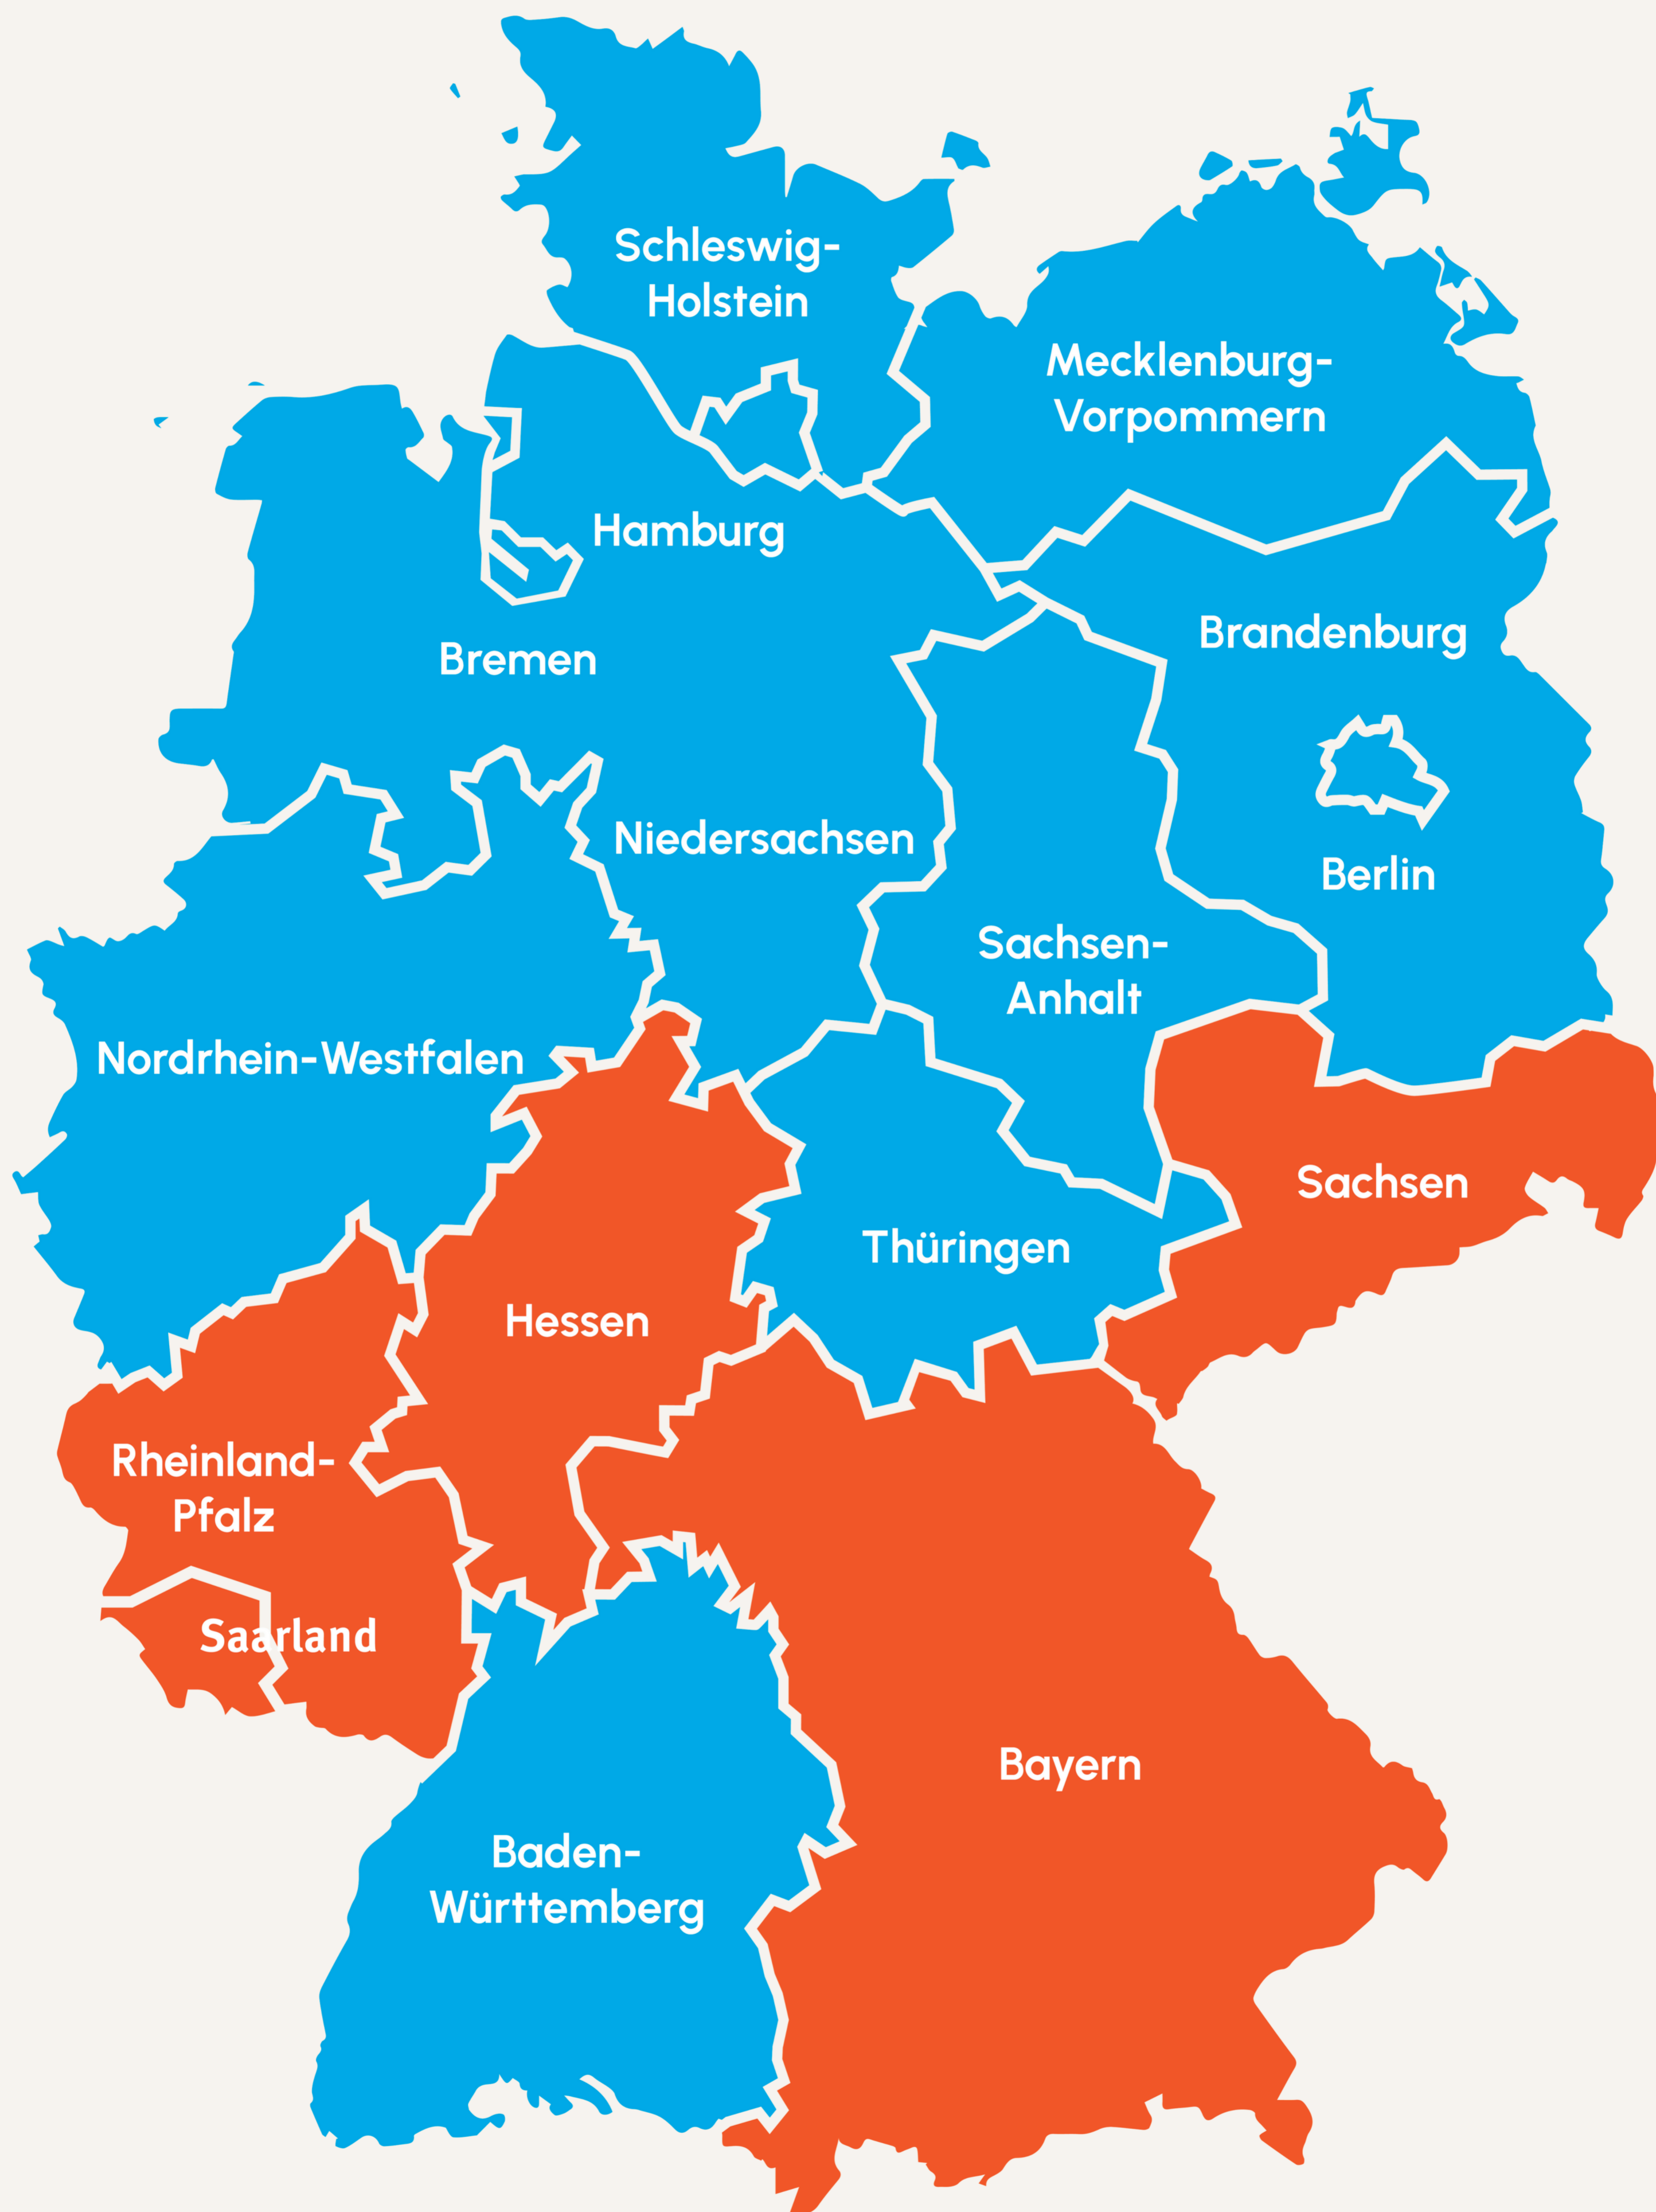 Schleswig-
Holstein
Mecklenburg-
Vorpommern
Hamburg
Brandenburg
Bremen
Niedersachsen
Berlin
Sachsen-
Anhalt
Nordrhein-Westfalen
Sachsen
Thüringen
Hessen
Rheinland-
Pfalz
Saarland
Bayern
Baden-
Württemberg